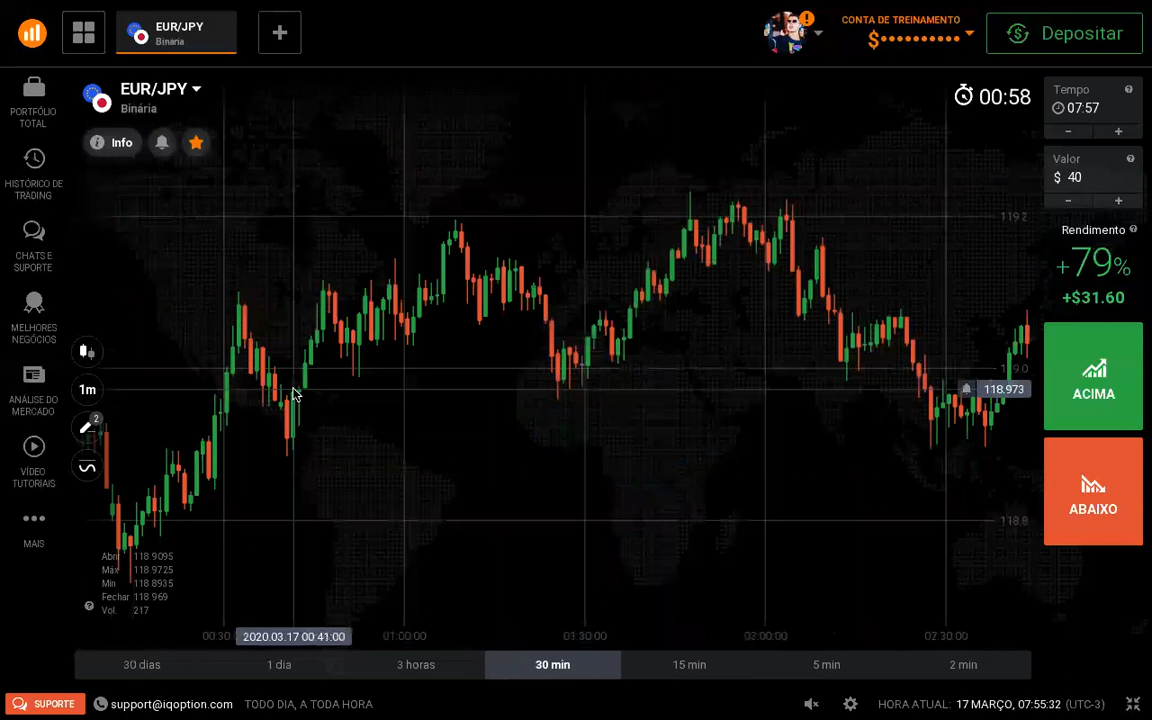 EUR/JPY
Binária
CONTA DE TREINAMENTO
$••••••••••
Depositar
PORTFÓLIO
TOTAL
HISTÓRICO DE
TRADING
CHATS E
SUPORTE
MELHORES
NEGÓCIOS
ANÁLISE DO
MERCADO
VÍDEO
TUTORIAIS
MAIS
EUR/JPY
Binária
Info
00:58
1m
2
119.2
119.0
118.973
118.8
Abrir 118.9095
Máx 118.9725
Mín 118.8935
Fechar 118.969
Vol. 217
00:30
2020.03.17 00:41:00
01:00:00
01:30:00
02:00:00
02:30:00
30 dias
1 dia
3 horas
30 min
15 min
5 min
2 min
Tempo
07:57
- +
Valor
$ 40
- +
Rendimento
+79%
+$31.60
ACIMA
ABAIXO
SUPORTE
support@iqoption.com
TODO DIA, A TODA HORA
HORA ATUAL: 17 MARÇO, 07:55:32 (UTC-3)